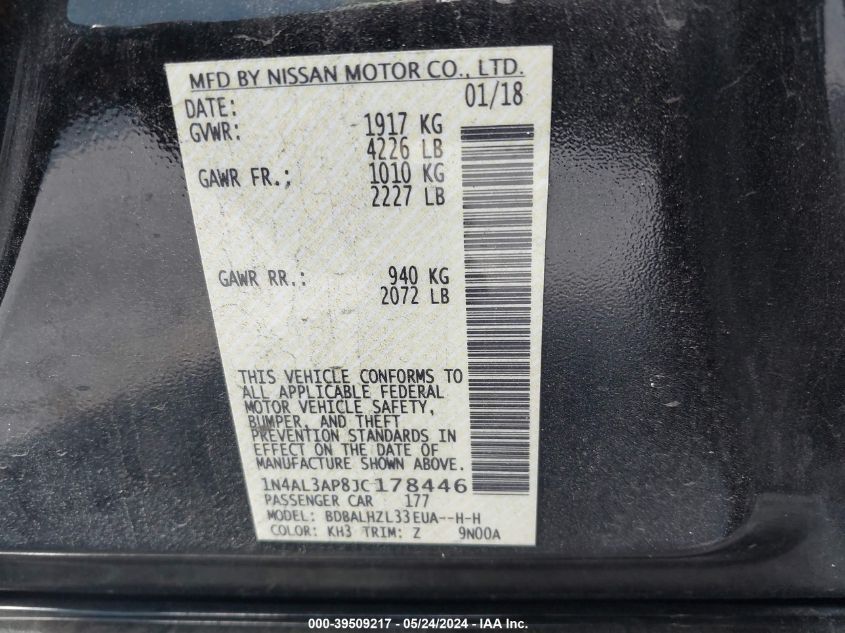 MFD BY NISSAN MOTOR CO., LTD.
DATE: 01/18
GVWR: 1917 KG
4226 LB
GAWR FR.: 1010 KG
2227 LB
GAWR RR.: 940 KG
2072 LB
THIS VEHICLE CONFORMS TO
ALL APPLICABLE FEDERAL
MOTOR VEHICLE SAFETY,
BUMPER, AND THEFT
PREVENTION STANDARDS IN
EFFECT ON THE DATE OF
MANUFACTURE SHOWN ABOVE.
1N4AL3AP8JC178446
PASSENGER CAR 177
MODEL: BDBALHZL33EUA--H-H
COLOR: KH3 TRIM: Z 9N00A
000-39509217 - 05/24/2024 - IAA Inc.